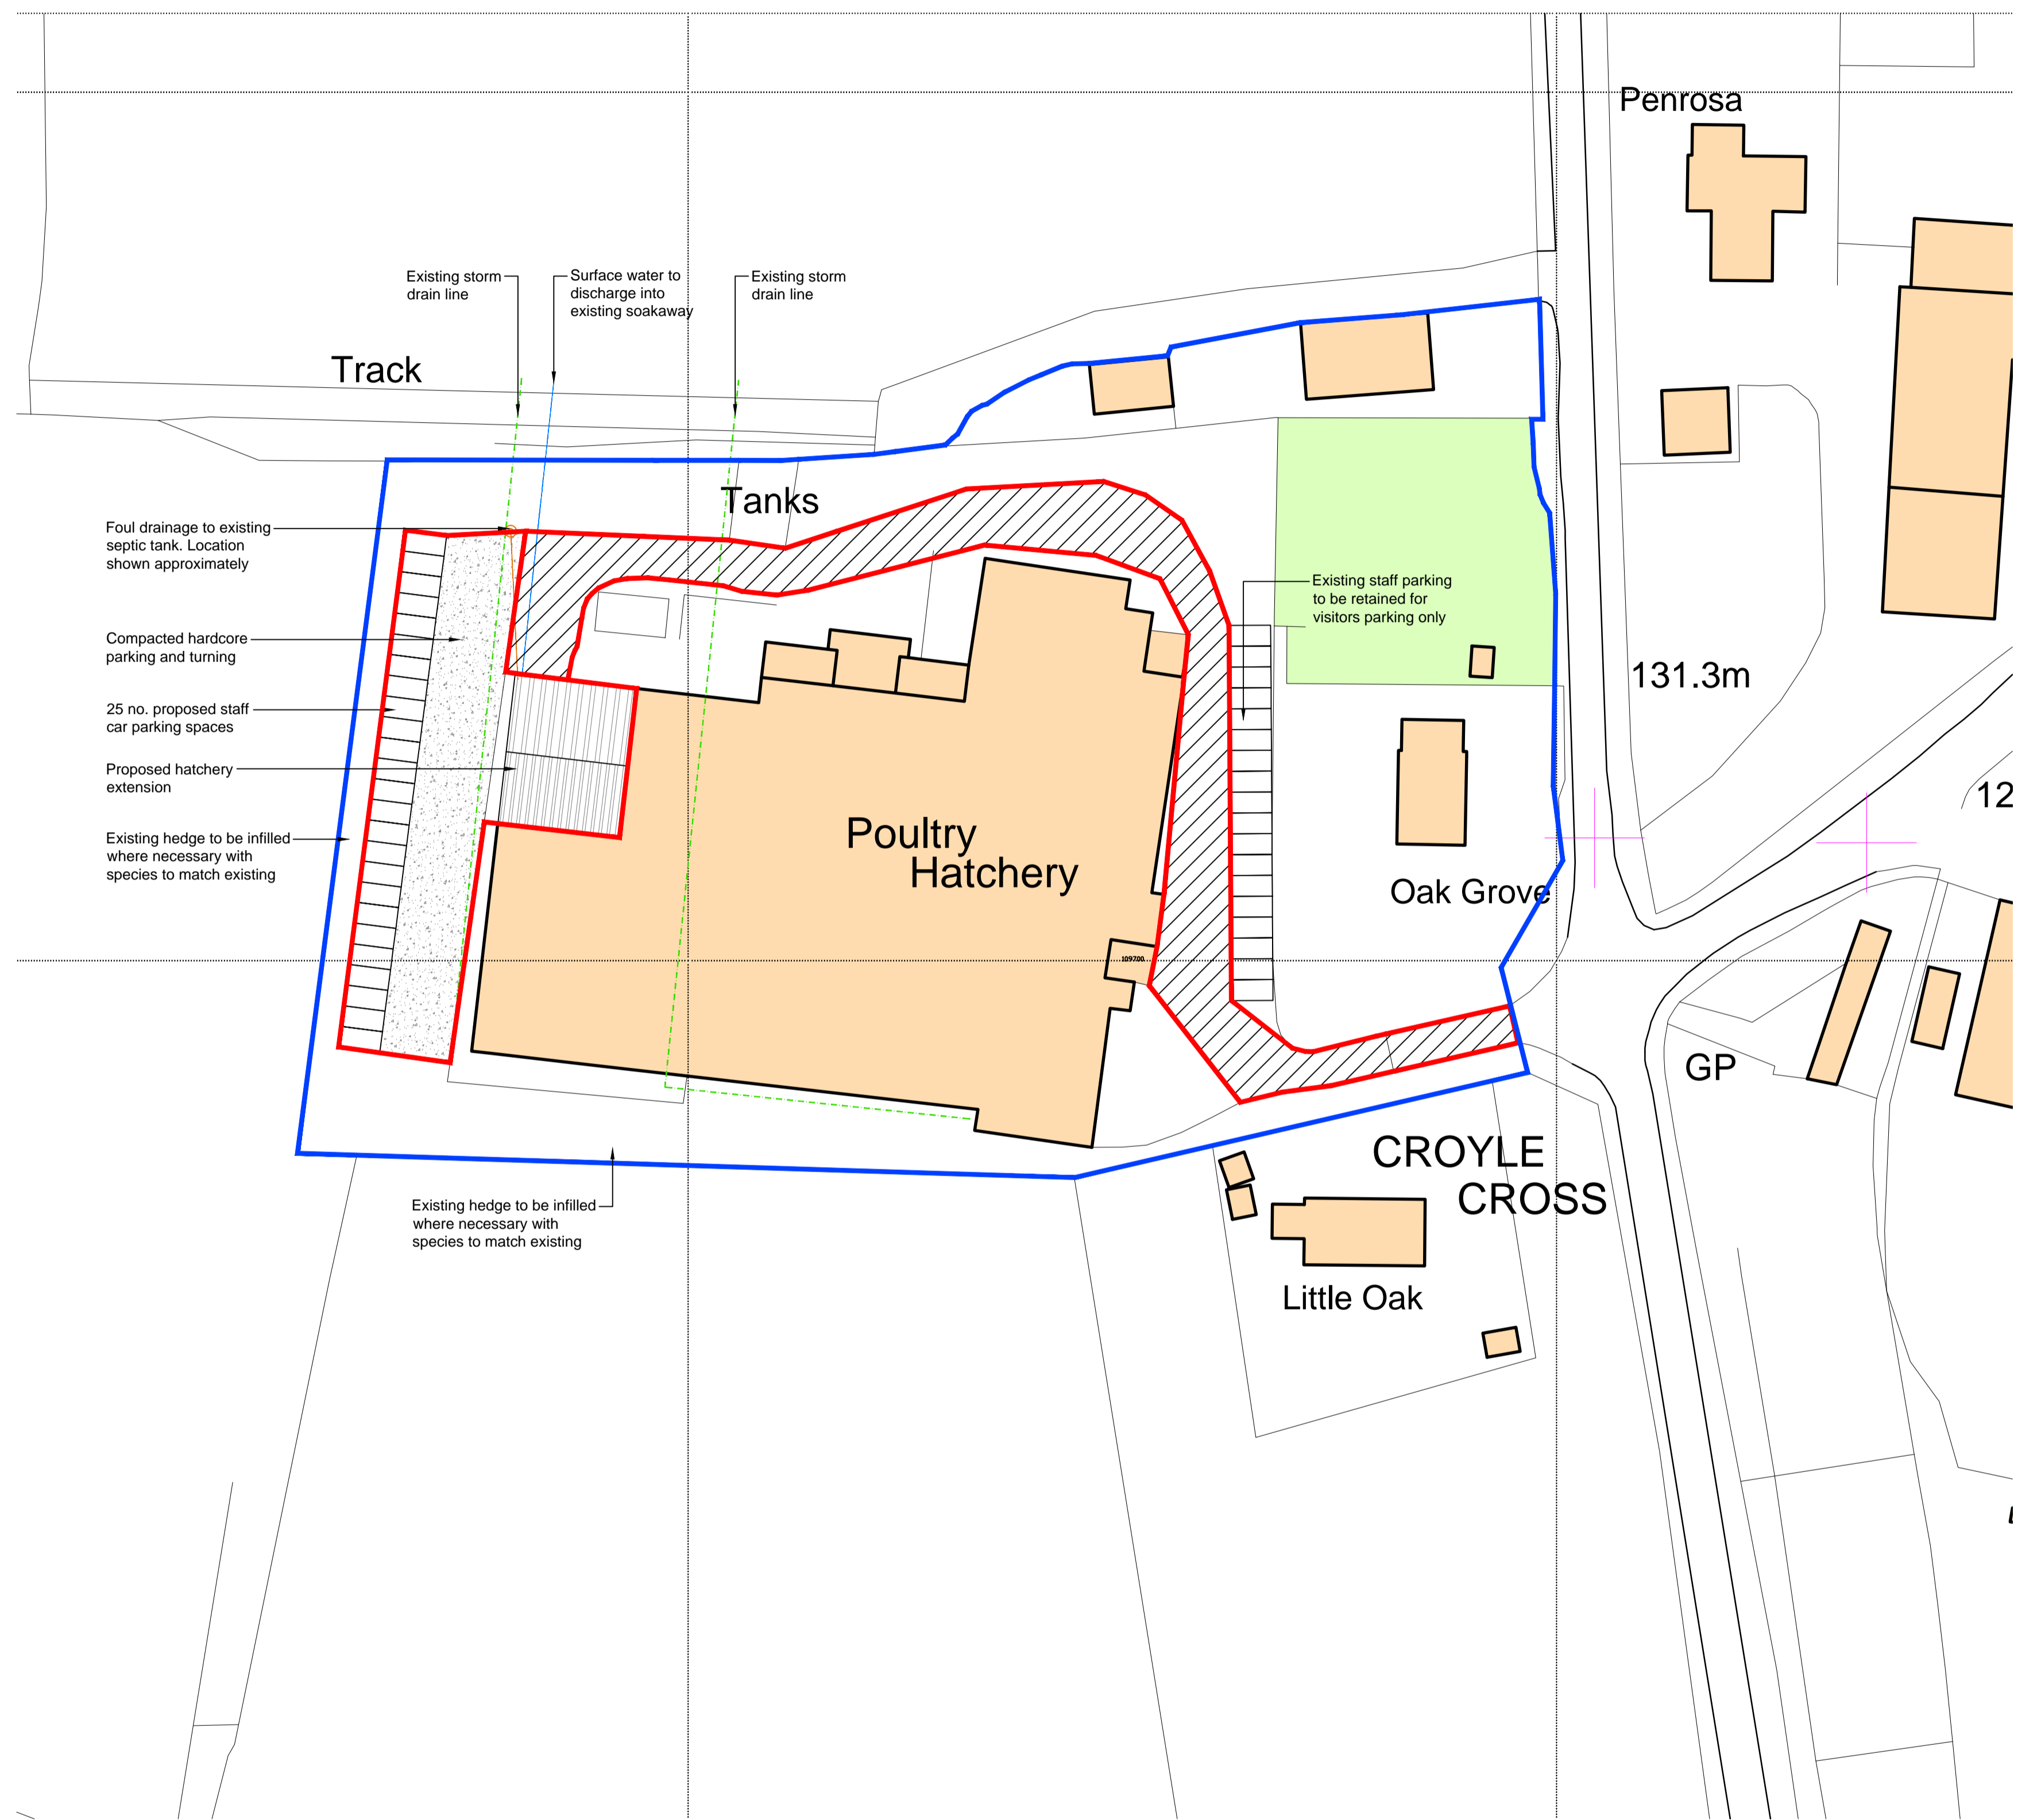 Penrosa
Existing storm
drain line
Surface water to
discharge into
existing soakaway
Existing storm
drain line
Track
Tanks
Foul drainage to existing
septic tank. Location
shown approximately
Existing staff parking
to be retained for
visitors parking only
Compacted hardcore
parking and turning
131.3m
25 no. proposed staff
car parking spaces
Proposed hatchery
extension
12
Existing hedge to be infilled
where necessary with
species to match existing
Poultry
Hatchery
Oak Grove
109700
GP
CROYLE
CROSS
Existing hedge to be infilled
where necessary with
species to match existing
Little Oak